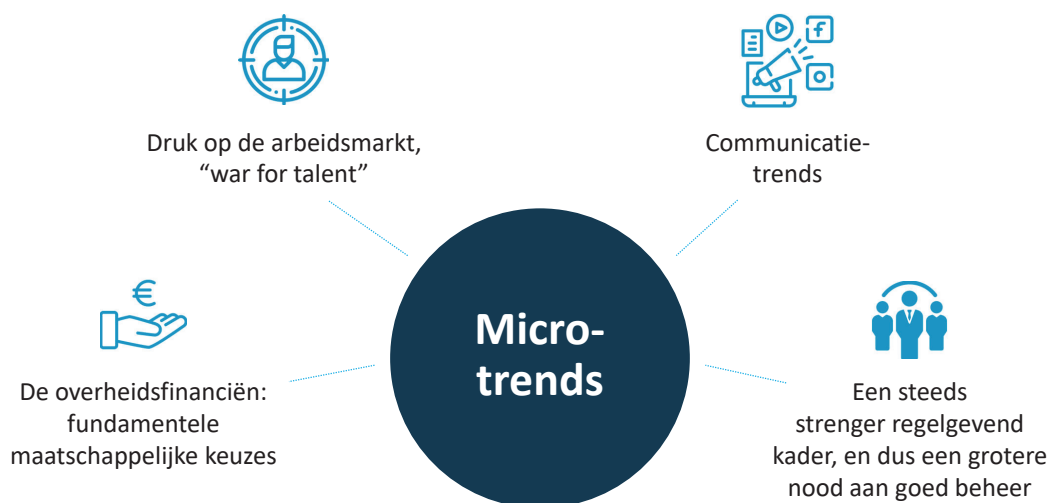 Druk op de arbeidsmarkt,
“war for talent”
Communicatie-
trends
Micro-
trends
€
De overheidsfinanciën:
fundamentele
maatschappelijke keuzes
Een steeds
strenger regelgevend
kader, en dus een grotere
nood aan goed beheer